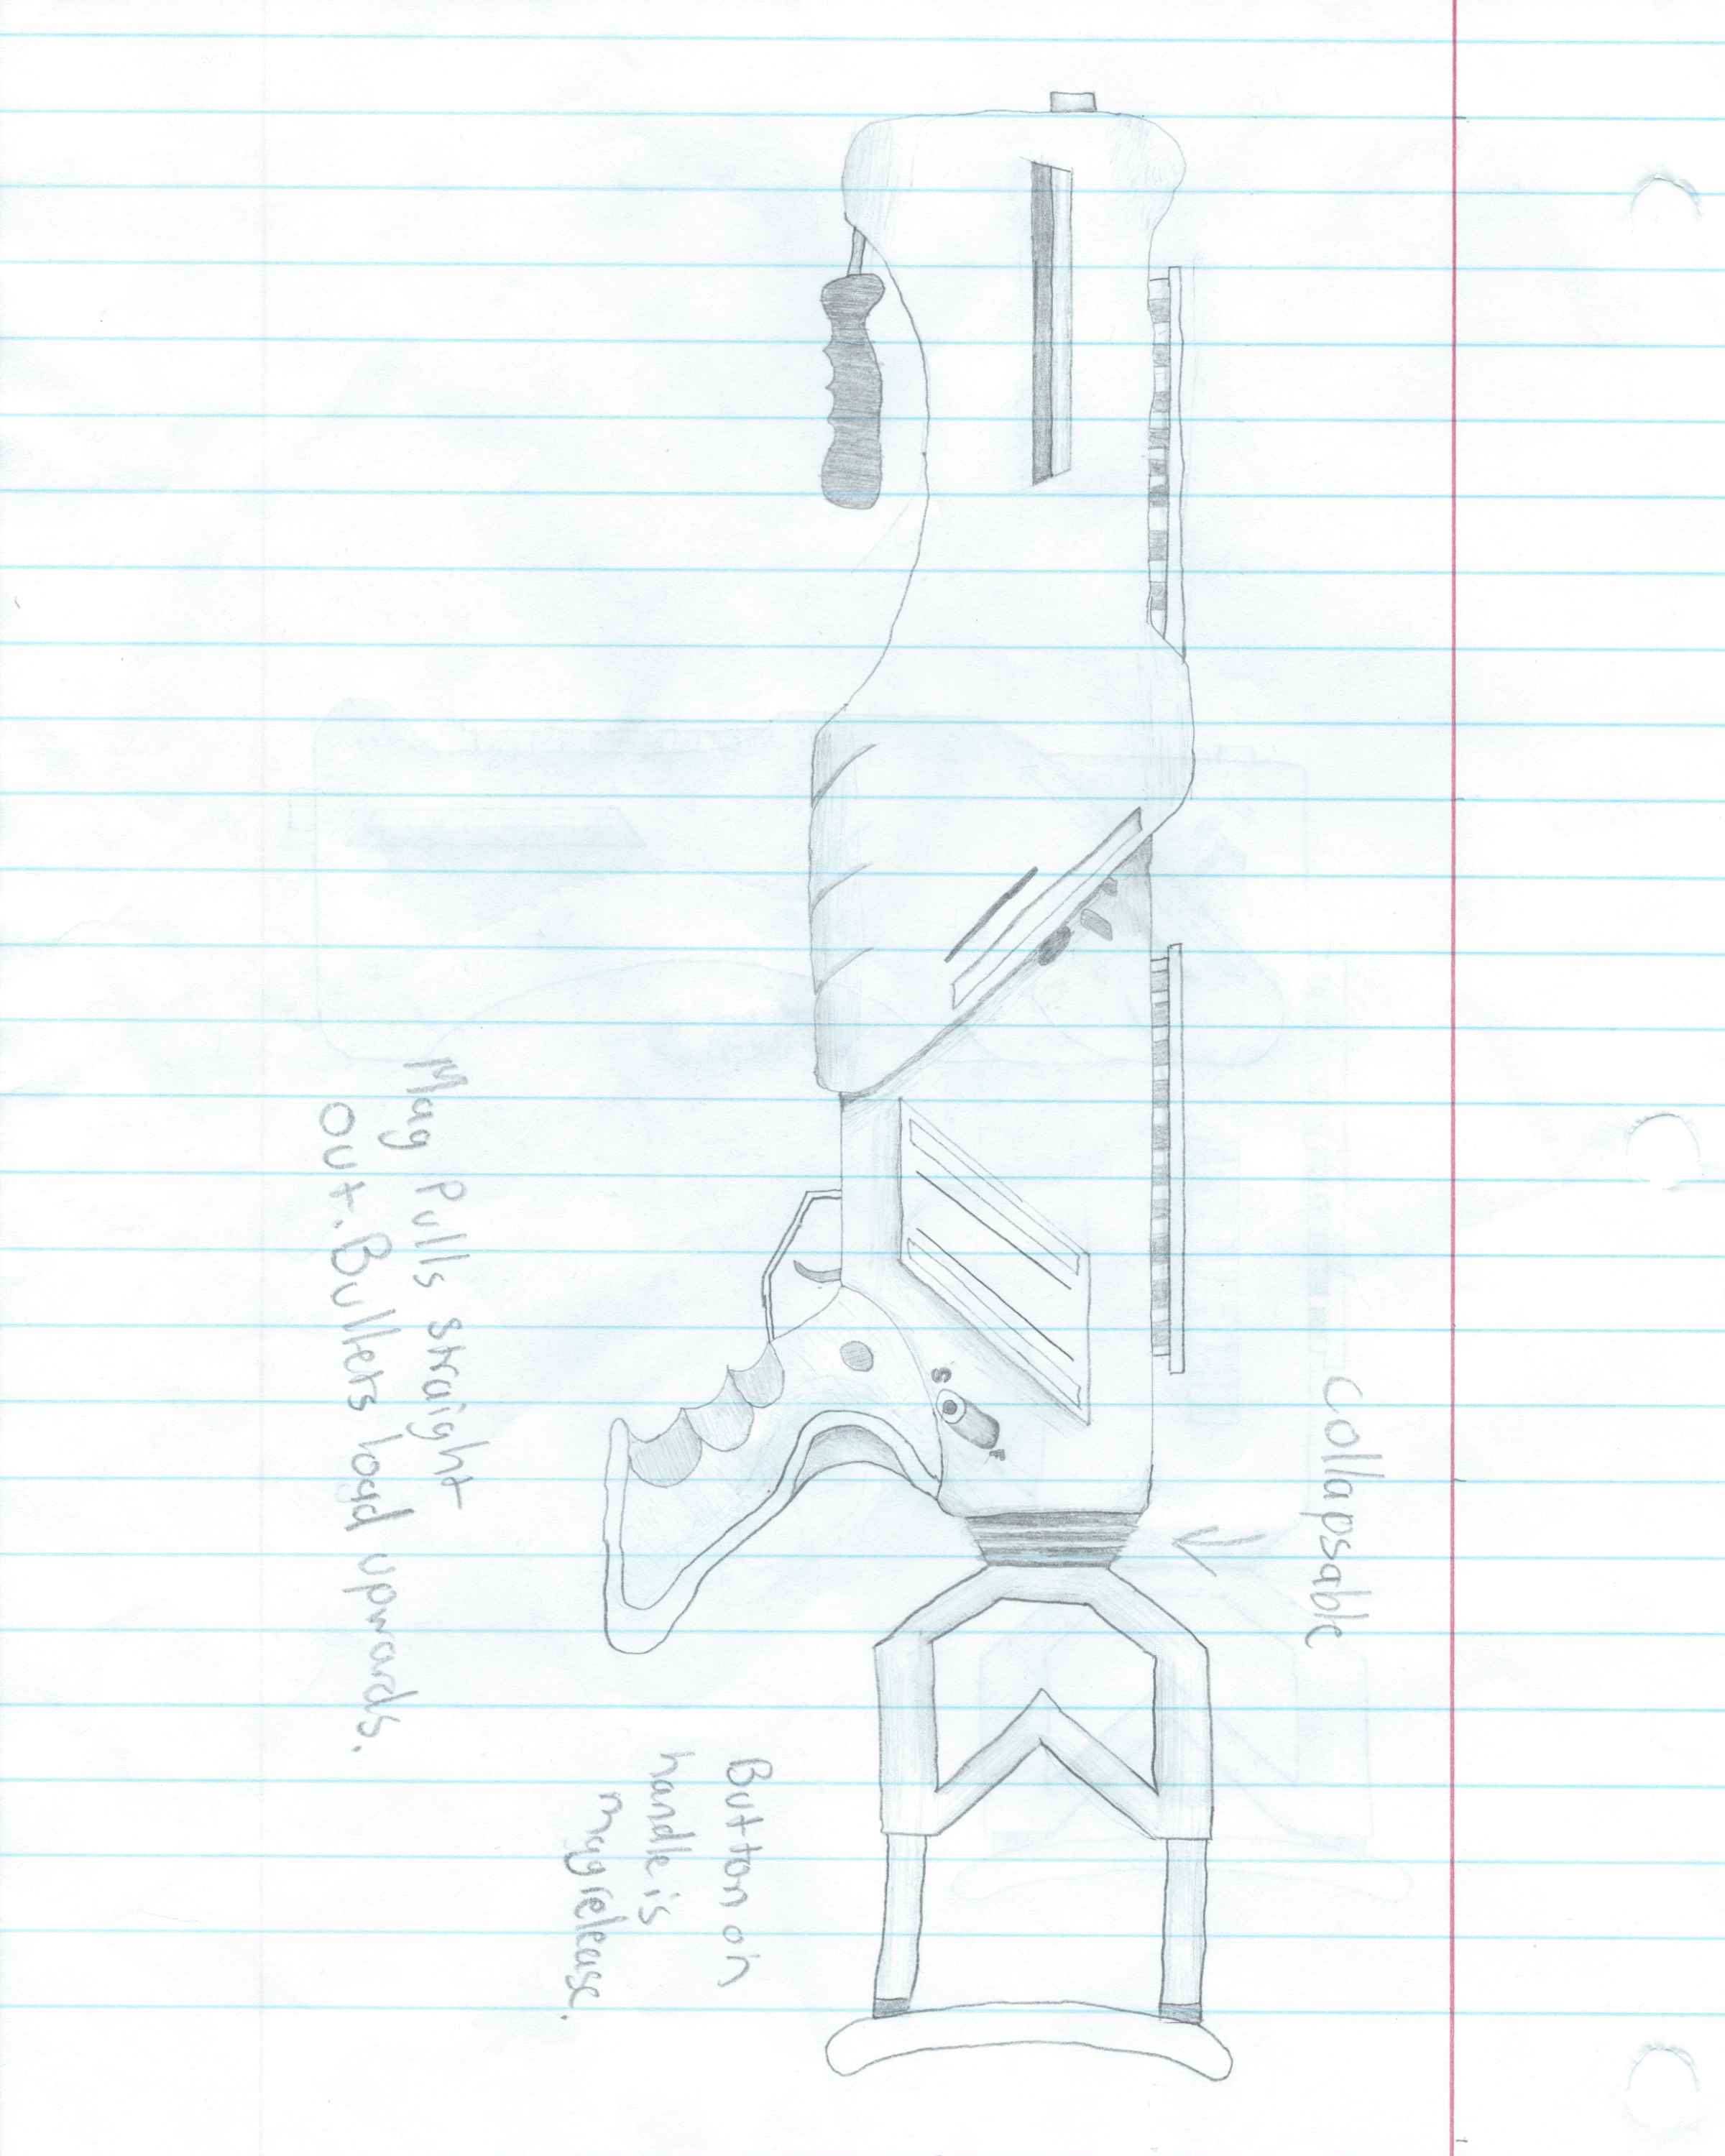 Collapsable
S
F
Mag Pulls straight
out. Bullets load upwards.
Button on
handle is
mag release.